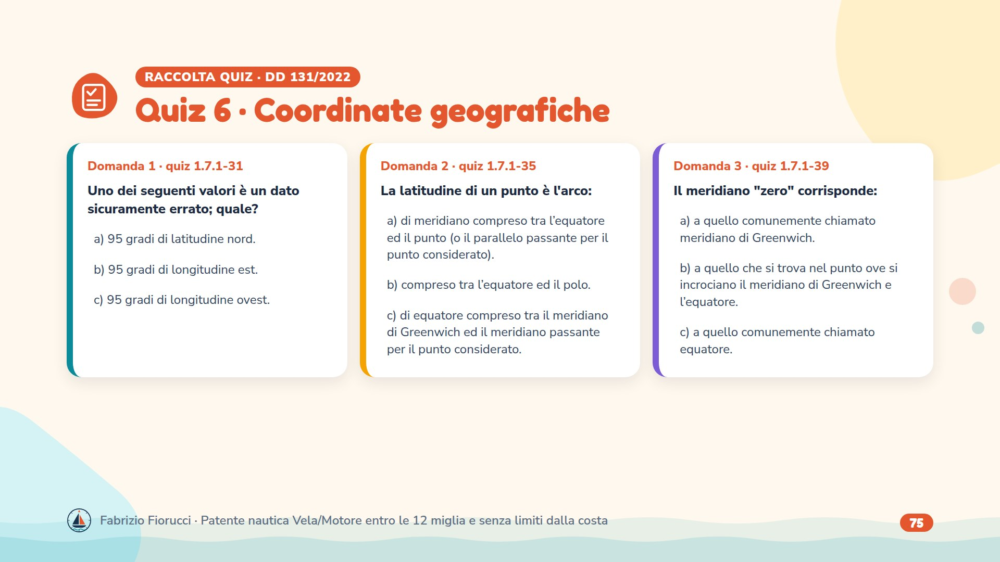 RACCOLTA QUIZ · DD 131/2022
Quiz 6 · Coordinate geografiche
Domanda 1 · quiz 1.7.1-31
Uno dei seguenti valori è un dato
sicuramente errato; quale?
a) 95 gradi di latitudine nord.
b) 95 gradi di longitudine est.
c) 95 gradi di longitudine ovest.
Domanda 2 · quiz 1.7.1-35
La latitudine di un punto è l'arco:
a) di meridiano compreso tra l’equatore
ed il punto (o il parallelo passante per il
punto considerato).
b) compreso tra l’equatore ed il polo.
c) di equatore compreso tra il meridiano
di Greenwich ed il meridiano passante
per il punto considerato.
Domanda 3 · quiz 1.7.1-39
Il meridiano "zero" corrisponde:
a) a quello comunemente chiamato
meridiano di Greenwich.
b) a quello che si trova nel punto ove si
incrociano il meridiano di Greenwich e
l’equatore.
c) a quello comunemente chiamato
equatore.
Fabrizio Fiorucci · Patente nautica Vela/Motore entro le 12 miglia e senza limiti dalla costa
75